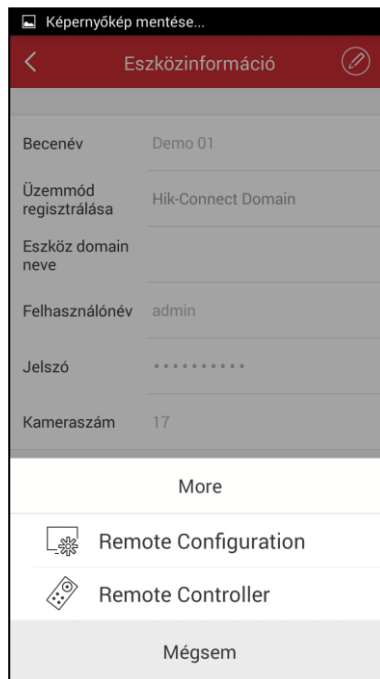 Képernyőkép mentése...
Eszközinformáció
Becenév Demo 01
Üzemmód
regisztrálása Hik-Connect Domain
Eszköz domain
neve
Felhasználónév admin
Jelszó ••••••••••
Kameraszám 17
More
Remote Configuration
Remote Controller
Mégsem